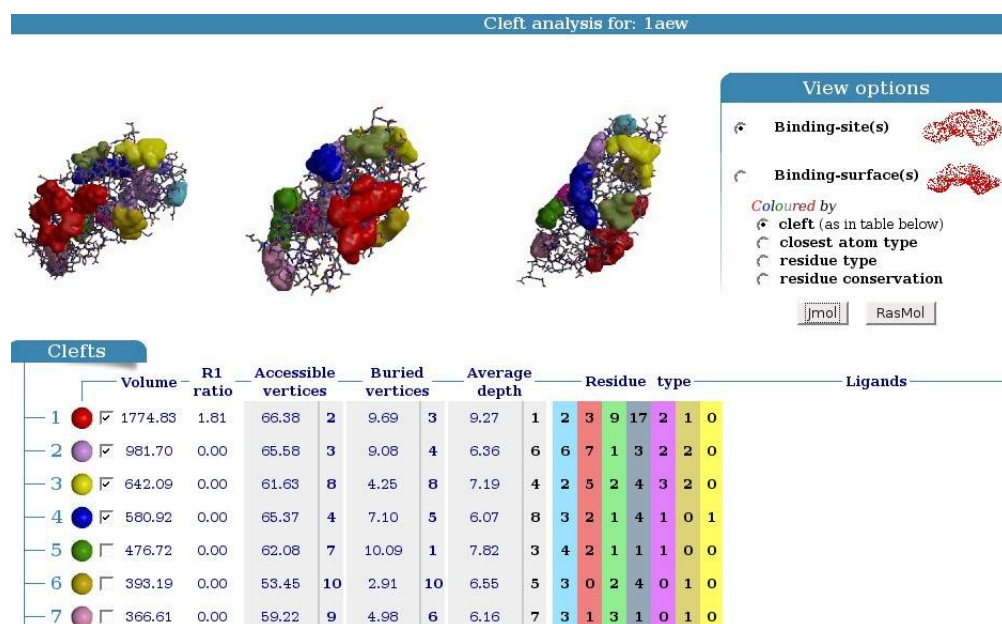 Cleft analysis for: 1aew
View options
Binding-site(s)
Binding-surface(s)
Coloured by
cleft (as in table below)
closest atom type
residue type
residue conservation
Jmol RasMol
Clefts
Volume R1 ratio Accessible vertices Buried vertices Average depth Residue type Ligands
1 1774.83 1.81 66.38 2 9.69 3 9.27 1 2 3 9 17 2 1 0
2 981.70 0.00 65.58 3 9.08 4 6.36 6 6 7 1 3 2 2 0
3 642.09 0.00 61.63 8 4.25 8 7.19 4 2 5 2 4 3 2 0
4 580.92 0.00 65.37 4 7.10 5 6.07 8 3 2 1 4 1 0 1
5 476.72 0.00 62.08 7 10.09 1 7.82 3 4 2 1 1 1 0 0
6 393.19 0.00 53.45 10 2.91 10 6.55 5 3 0 2 4 0 1 0
7 366.61 0.00 59.22 9 4.98 6 6.16 7 3 1 3 1 0 1 0